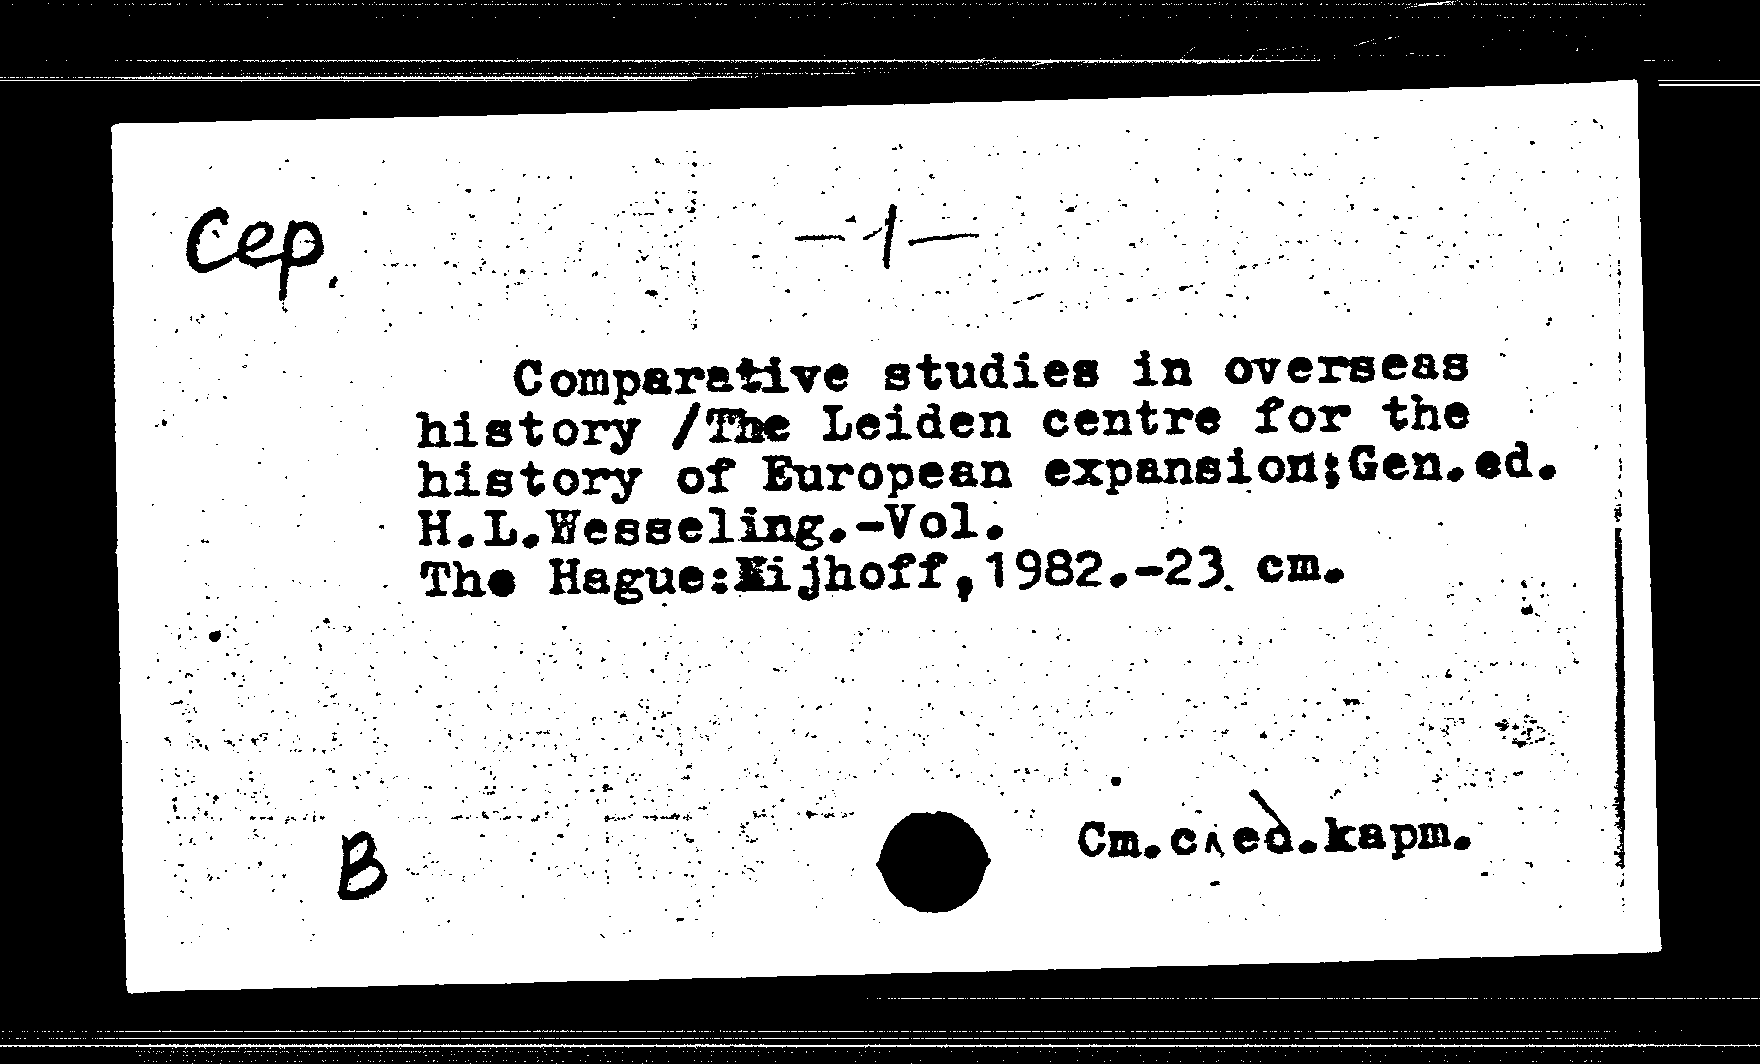 Сер. — 1 —
Comparative studies in overseas
history /The Leiden centre for the
history of European expansion;Gen.ed.
H.L.Wesseling.-Vol.
The Hague:Nijhoff,1982.-23 cm.
В
См.след.карт.